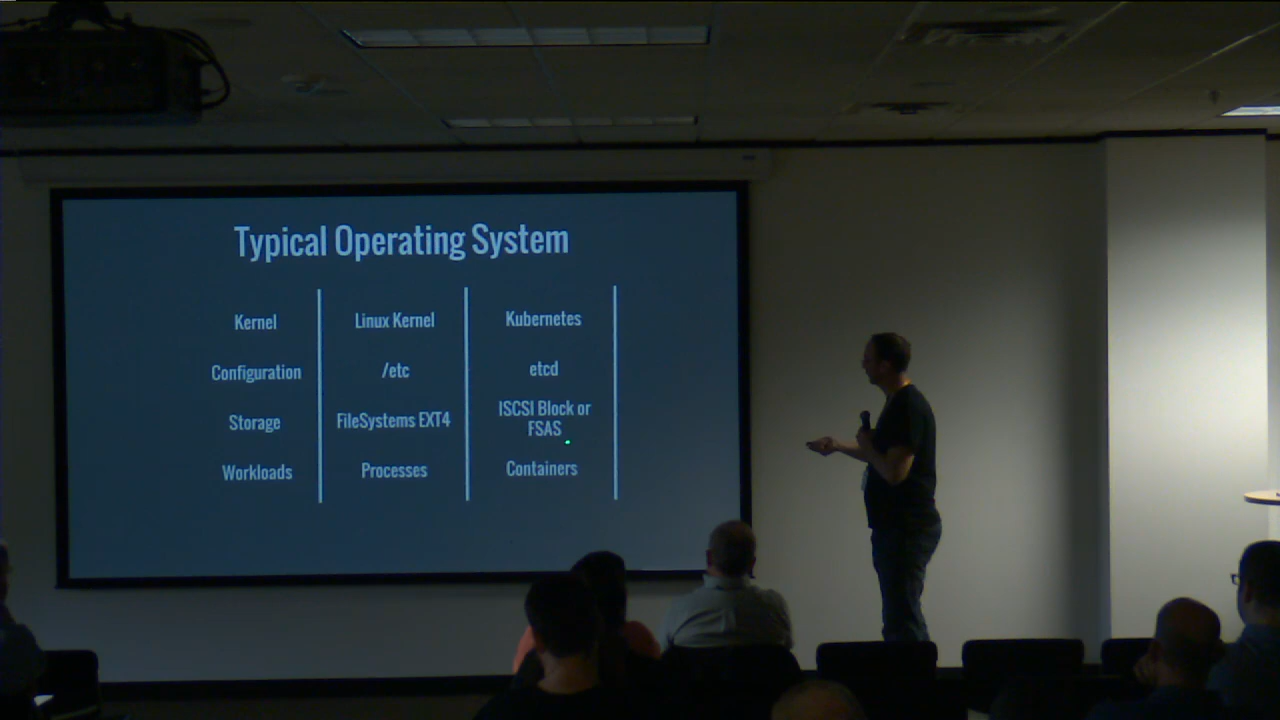 Typical Operating System
Kernel Linux Kernel Kubernetes
Configuration /etc etcd
Storage FileSystems EXT4 ISCSI Block or
FSAS
Workloads Processes Containers